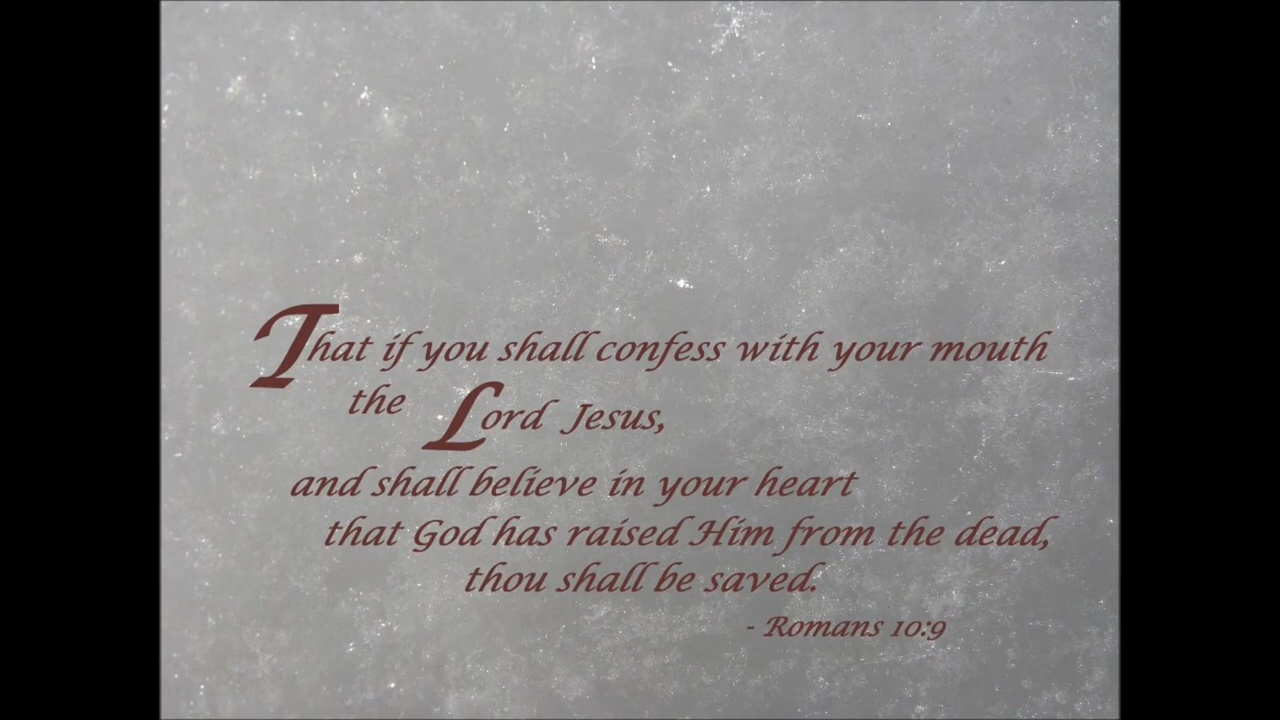 That if you shall confess with your mouth
the Lord Jesus,
and shall believe in your heart
that God has raised Him from the dead,
thou shall be saved.
- Romans 10:9